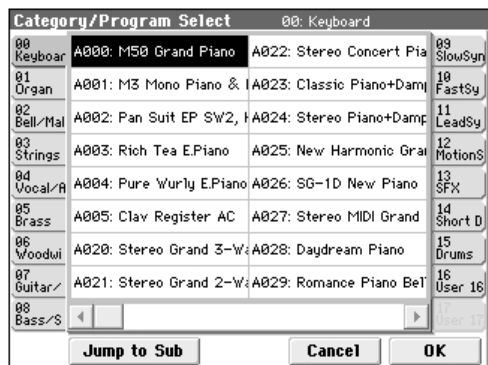 Category/Program Select 00: Keyboard
00
Keyboar
01
Organ
02
Bell/Mal
03
Strings
04
Vocal/A
05
Brass
06
Woodwi
07
Guitar/
08
Bass/S
A000: M50 Grand Piano
A001: M3 Mono Piano &
A002: Pan Suit EP SW2,
A003: Rich Tea E.Piano
A004: Pure Wurly E.Piano
A005: Clav Register AC
A020: Stereo Grand 3-Wa
A021: Stereo Grand 2-Wa
A022: Stereo Concert Pia
A023: Classic Piano+Damp
A024: Stereo Piano+Damp
A025: New Harmonic Gra
A026: SG-1D New Piano
A027: Stereo MIDI Grand
A028: Daydream Piano
A029: Romance Piano Bel
09
SlowSyn
10
FastSy
11
LeadSy
12
MotionS
13
SFX
14
Short D
15
Drums
16
User 16
17
User 17
Jump to Sub
Cancel
OK